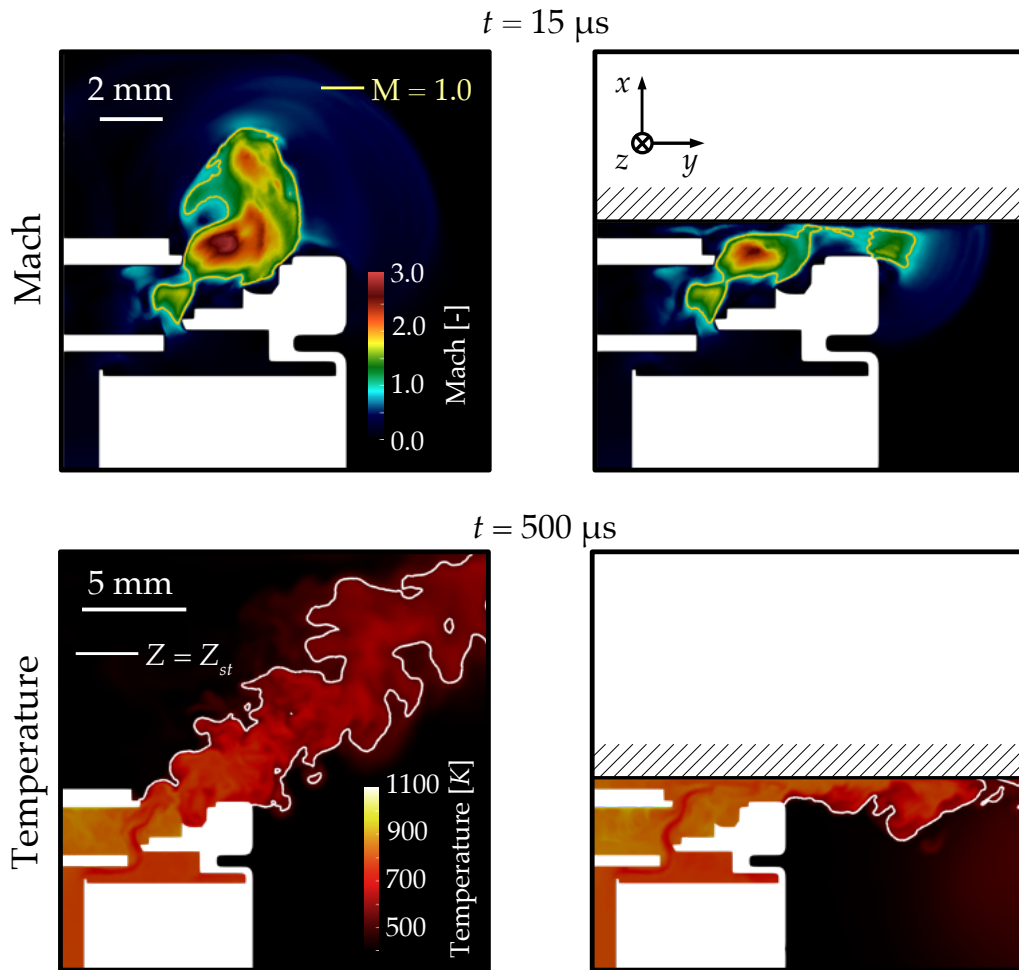 t = 15 µs
Mach
2 mm
M = 1.0
3.0
2.0
1.0
0.0
Mach [-]
x
z
y
t = 500 µs
Temperature
5 mm
Z = Zst
1100
900
700
500
Temperature [K]